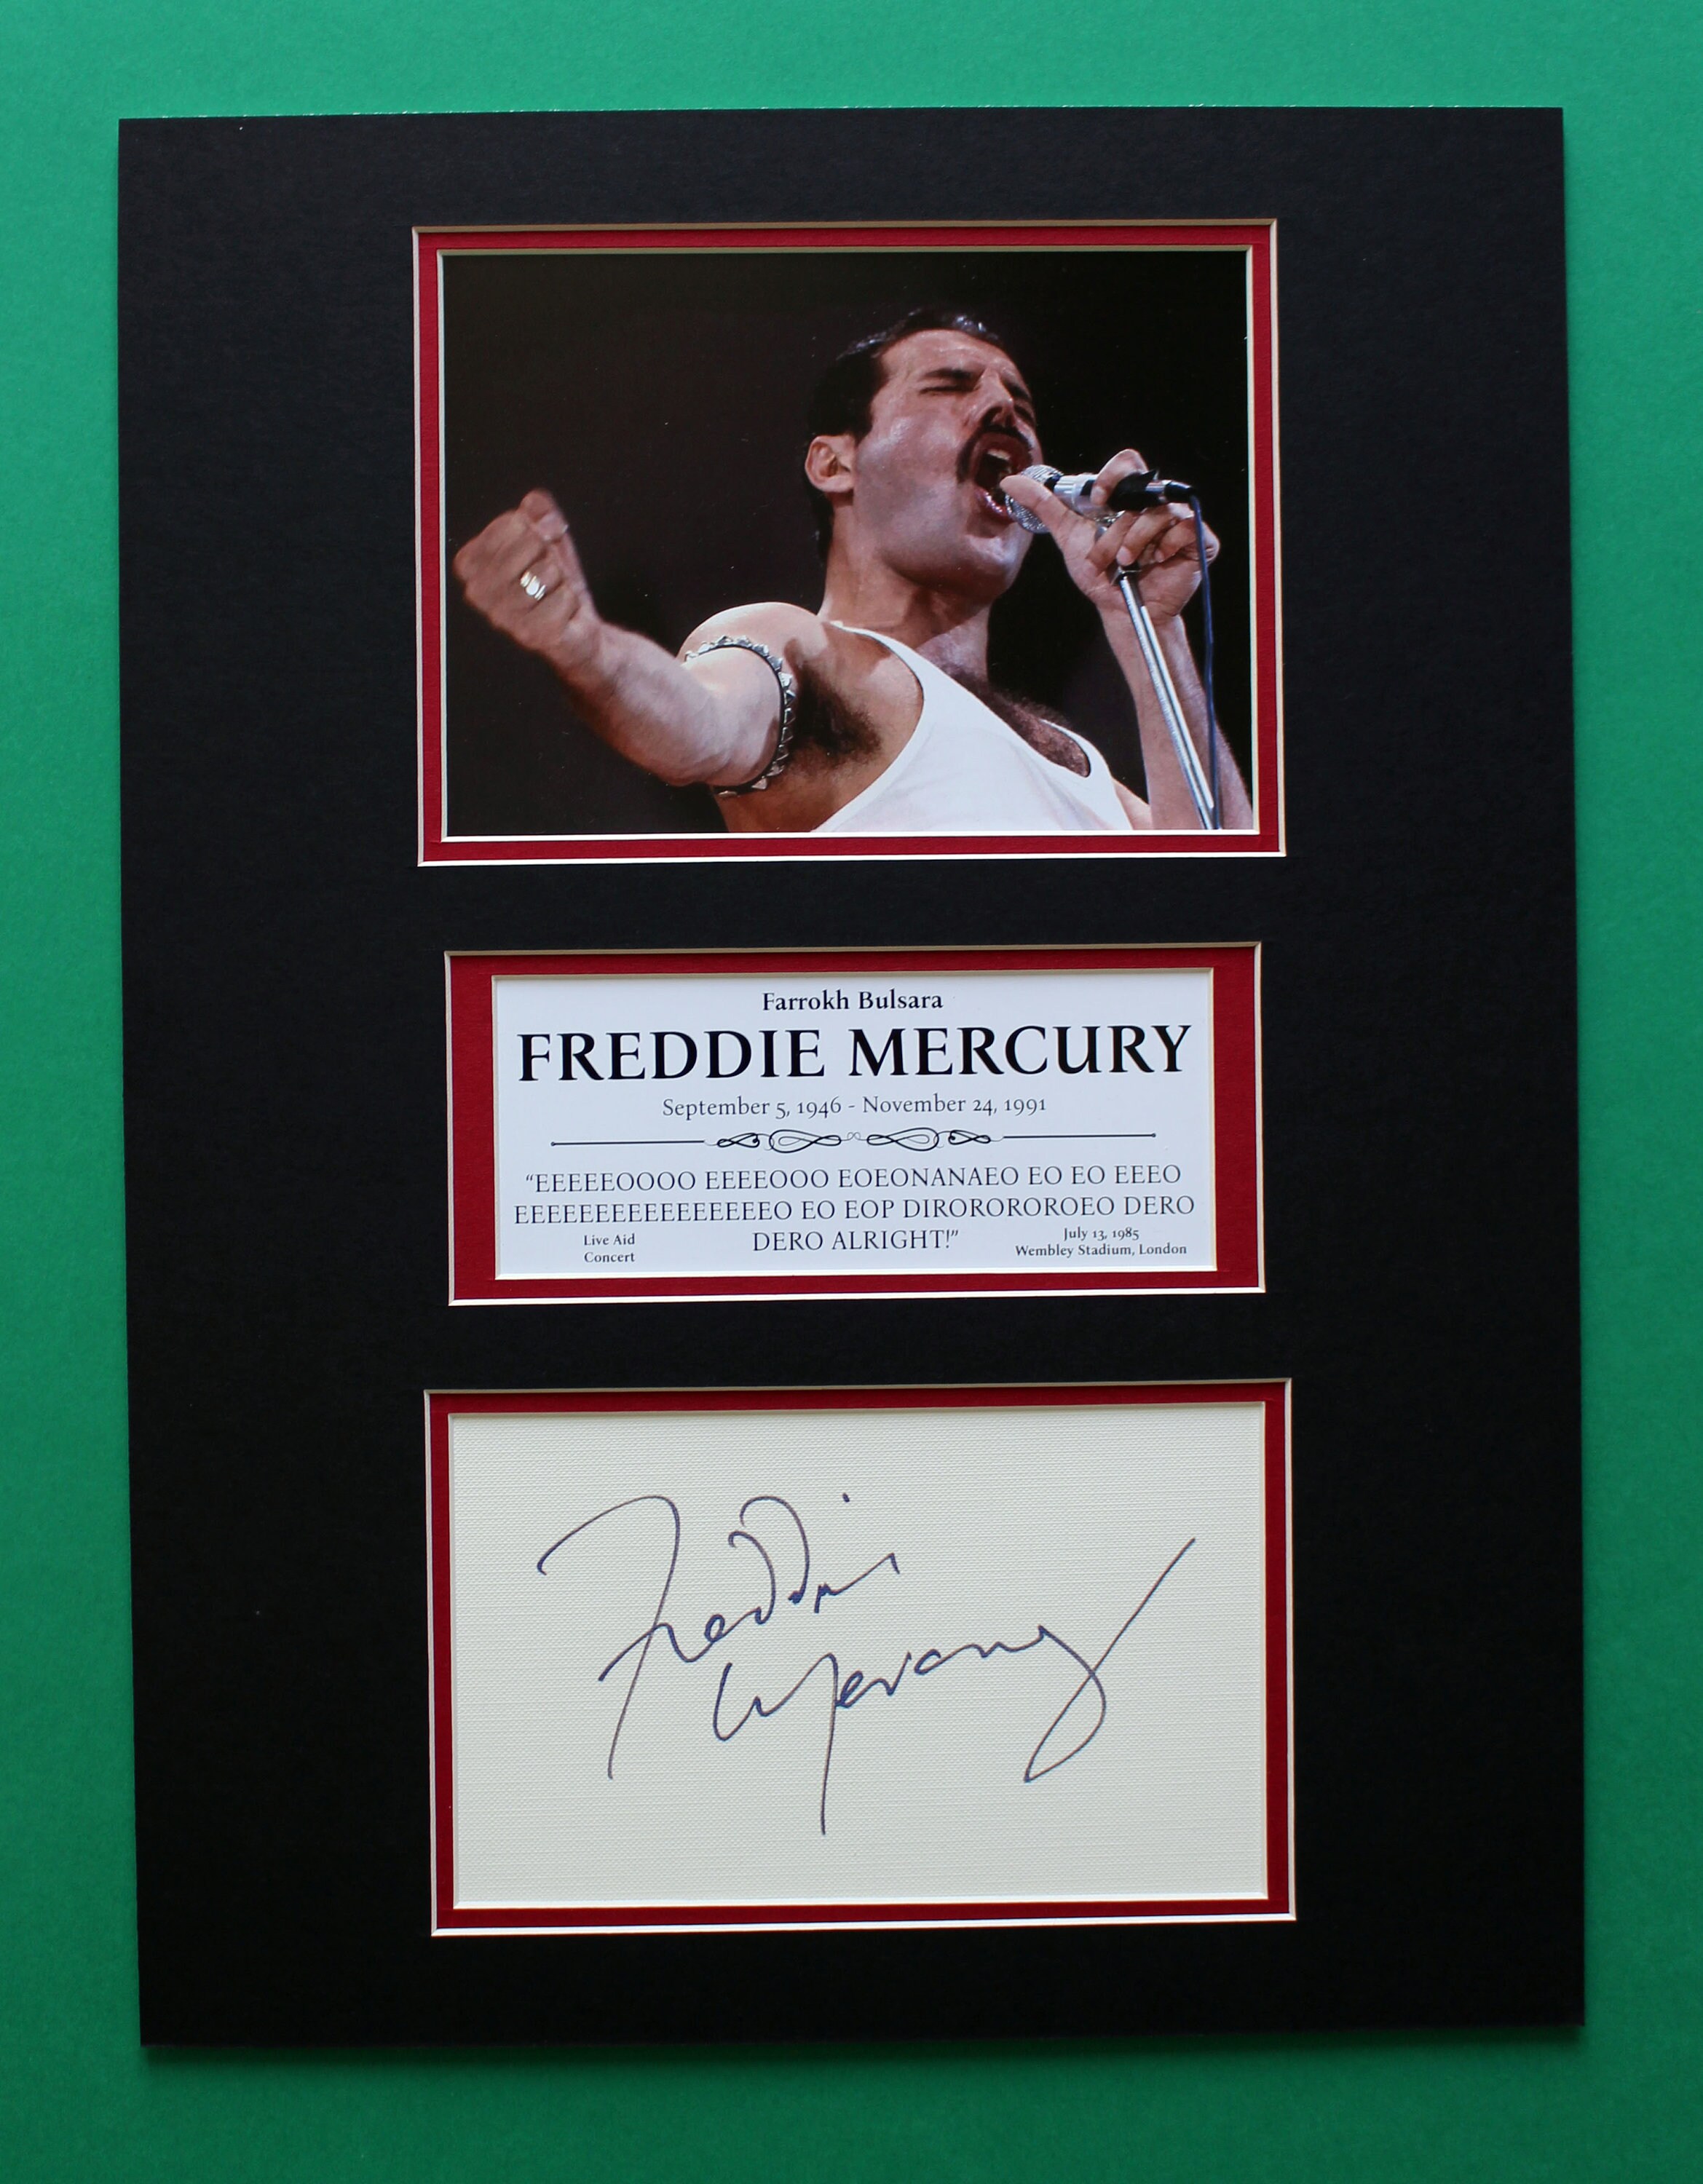 Farrokh Bulsara
FREDDIE MERCURY
September 5, 1946 - November 24, 1991
“EEEEEOOOO EEEEOOO EOEONANAEO EO EO EEEO
EEEEEEEEEEEEEEEEO EO EOP DIROROROROEO DERO
DERO ALRIGHT!”
Live Aid
Concert
July 13, 1985
Wembley Stadium, London
Freddie
Mercury